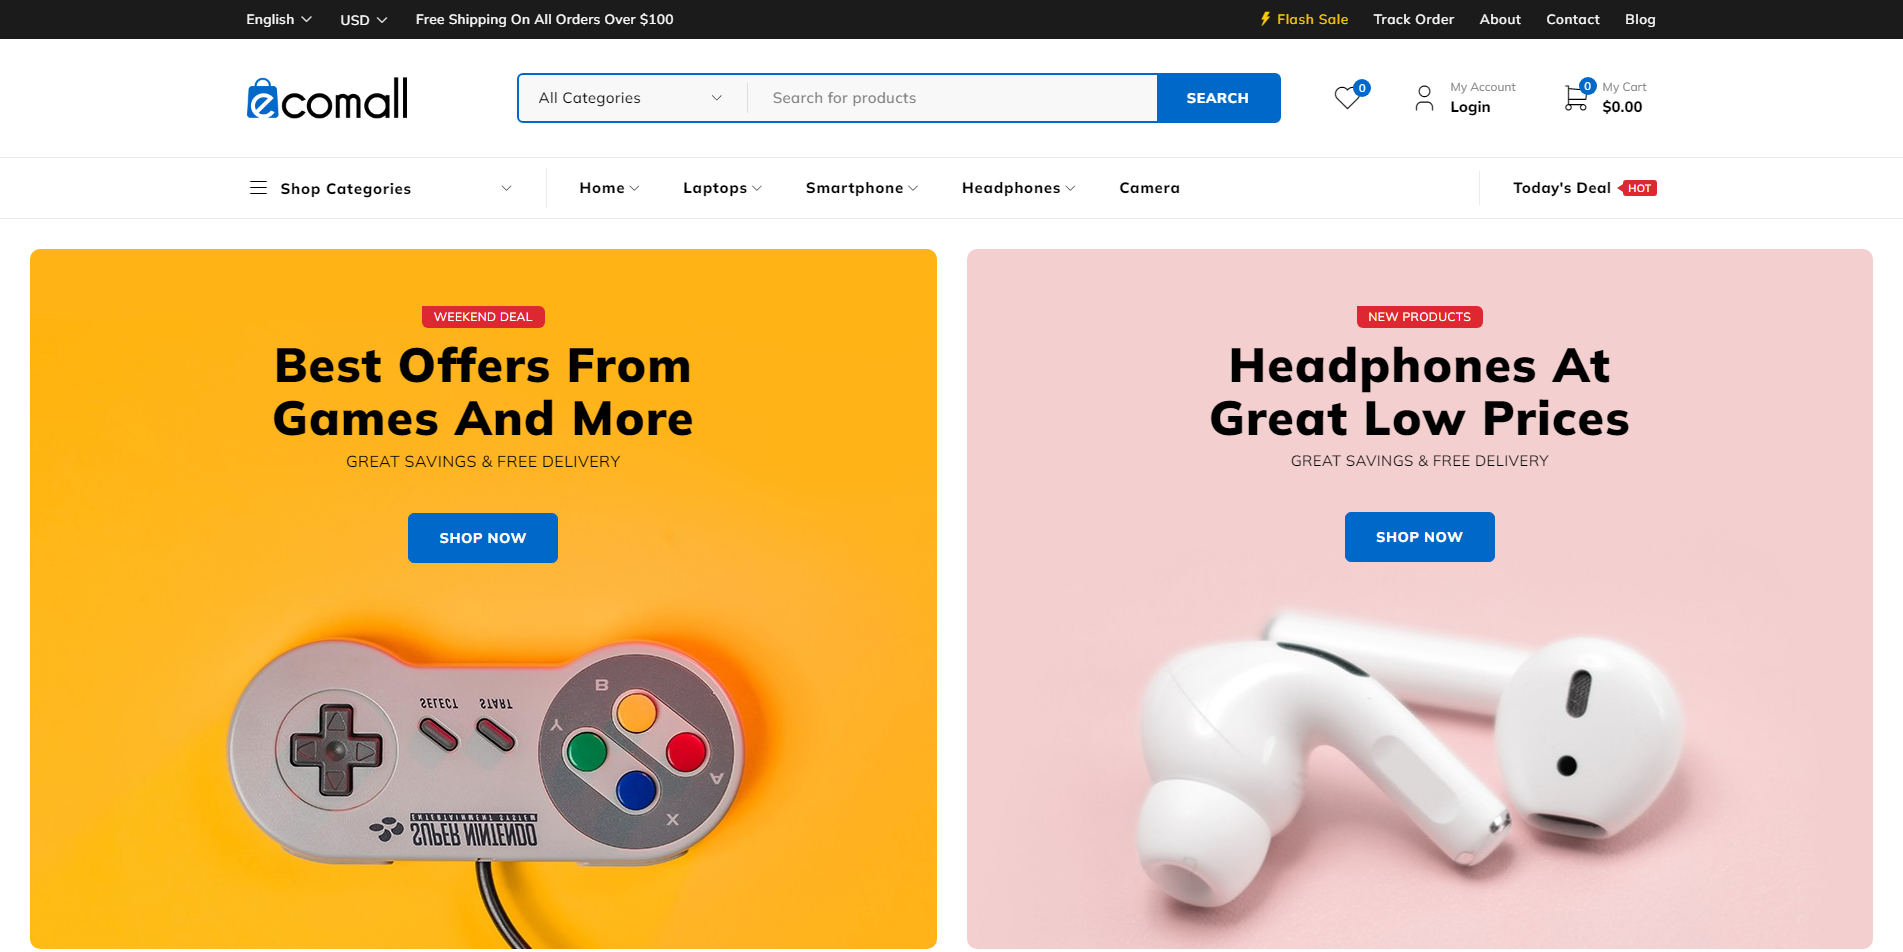 English USD Free Shipping On All Orders Over $100 Flash Sale Track Order About Contact Blog
ecomall
All Categories Search for products SEARCH 0 My Account 0 My Cart
Login $0.00
Shop Categories Home Laptops Smartphone Headphones Camera Today's Deal HOT
WEEKEND DEAL
Best Offers From
Games And More
GREAT SAVINGS & FREE DELIVERY
SHOP NOW
SELECT START
B
Y
A
X
ENTERTAINMENT SYSTEM
SUPER NINTENDO
NEW PRODUCTS
Headphones At
Great Low Prices
GREAT SAVINGS & FREE DELIVERY
SHOP NOW